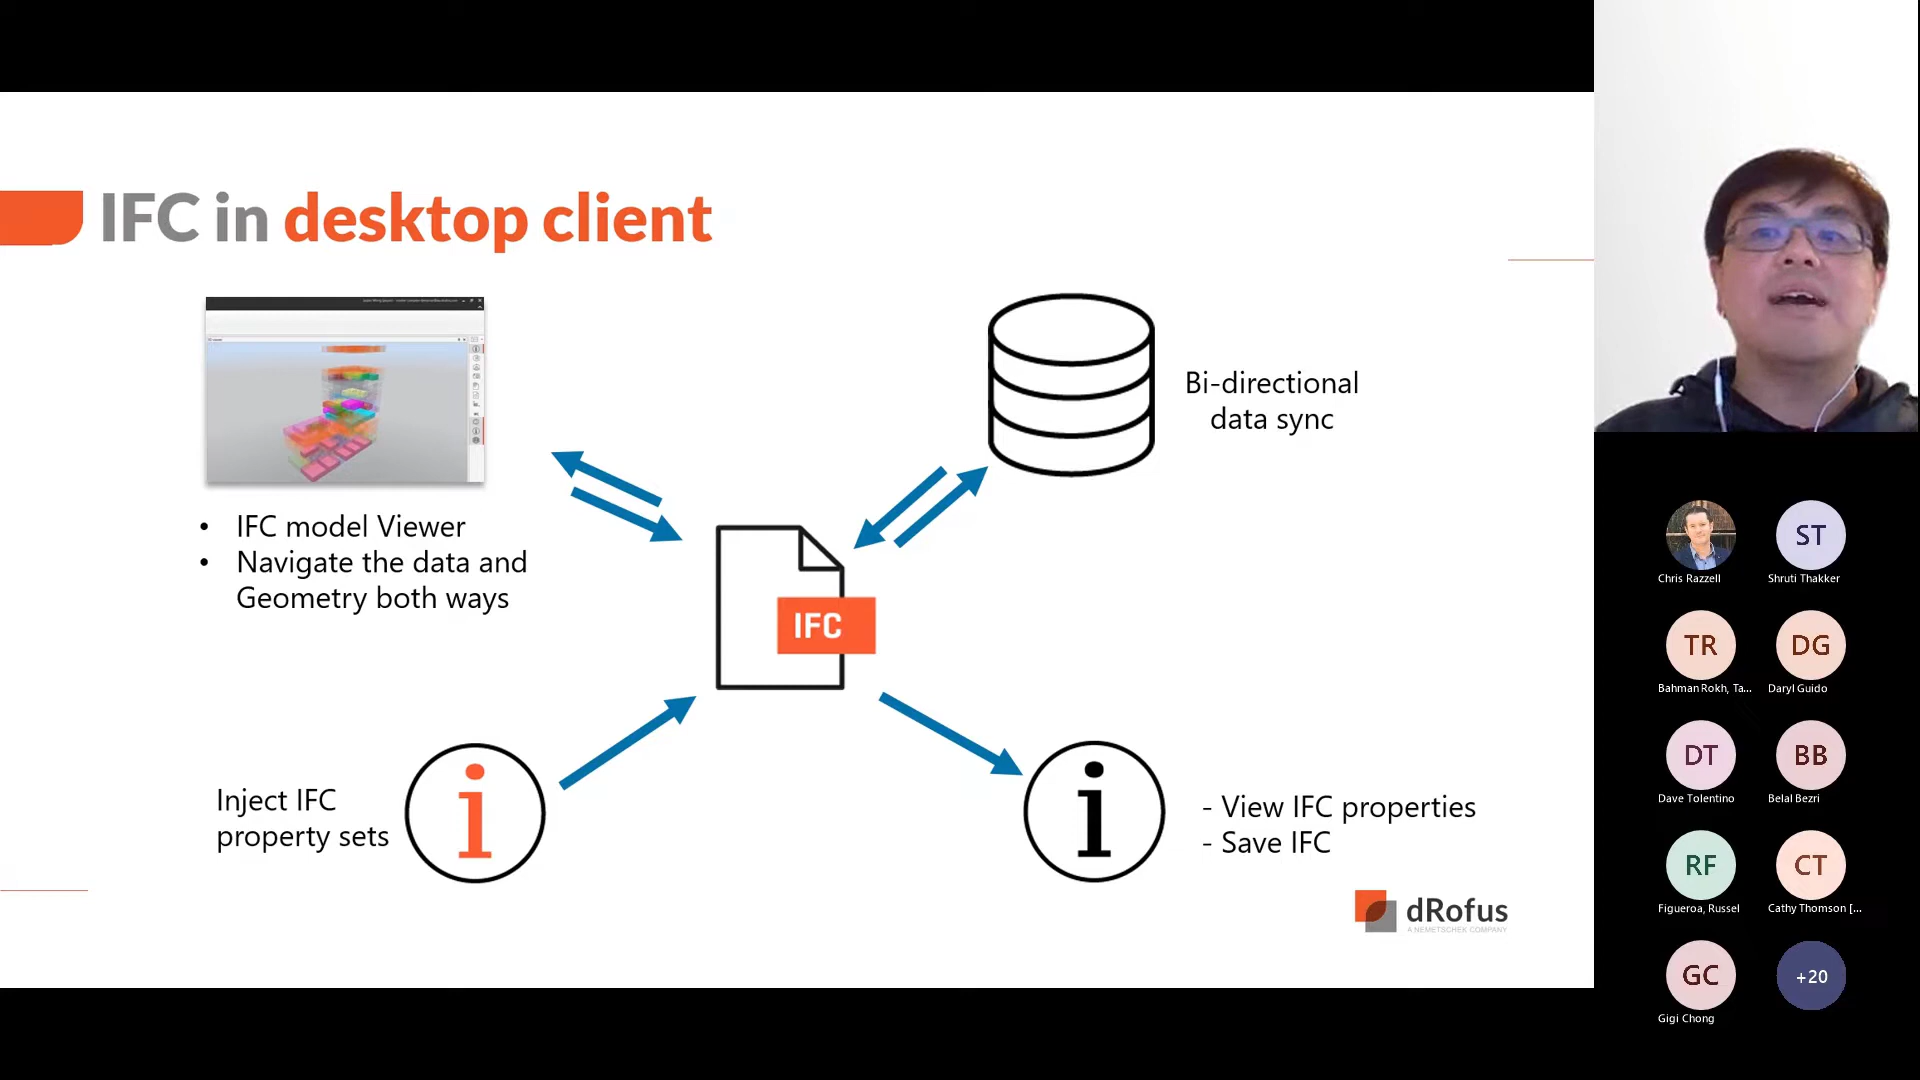 IFC in desktop client
Bi-directional
data sync
• IFC model Viewer
• Navigate the data and
Geometry both ways
IFC
Inject IFC
property sets
i
i
- View IFC properties
- Save IFC
dRofus
A NEMETSCHEK COMPANY
ST
Chris Razzell
Shruti Thakker
TR
DG
Bahman Rokh, Ta...
Daryl Guido
DT
BB
Dave Tolentino
Belal Bezri
RF
CT
Figueroa, Russel
Cathy Thomson [...
GC
+20
Gigi Chong